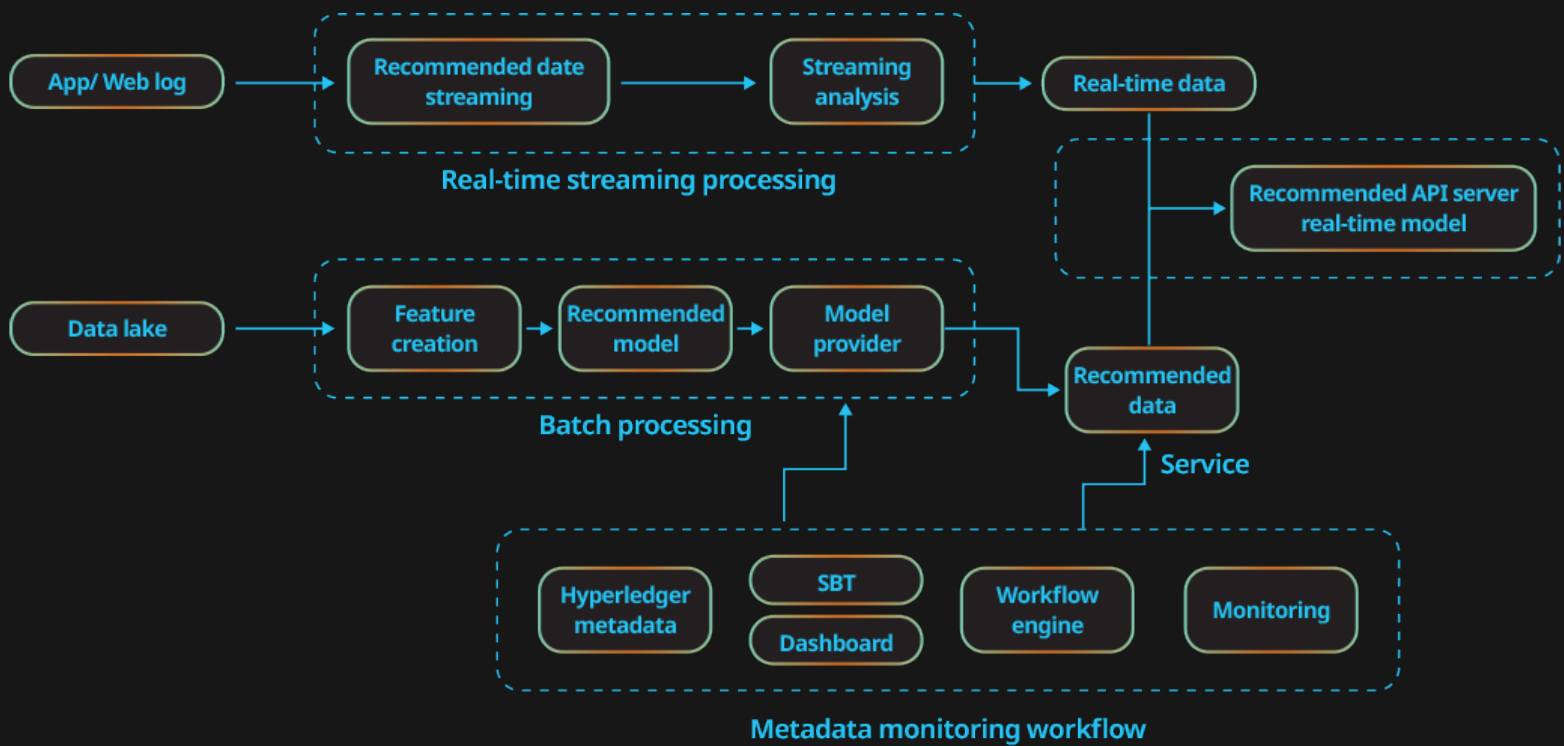 App/ Web log
Recommended date
streaming
Streaming
analysis
Real-time data
Real-time streaming processing
Recommended API server
real-time model
Data lake
Feature
creation
Recommended
model
Model
provider
Batch processing
Recommended
data
Service
Hyperledger
metadata
SBT
Dashboard
Workflow
engine
Monitoring
Metadata monitoring workflow